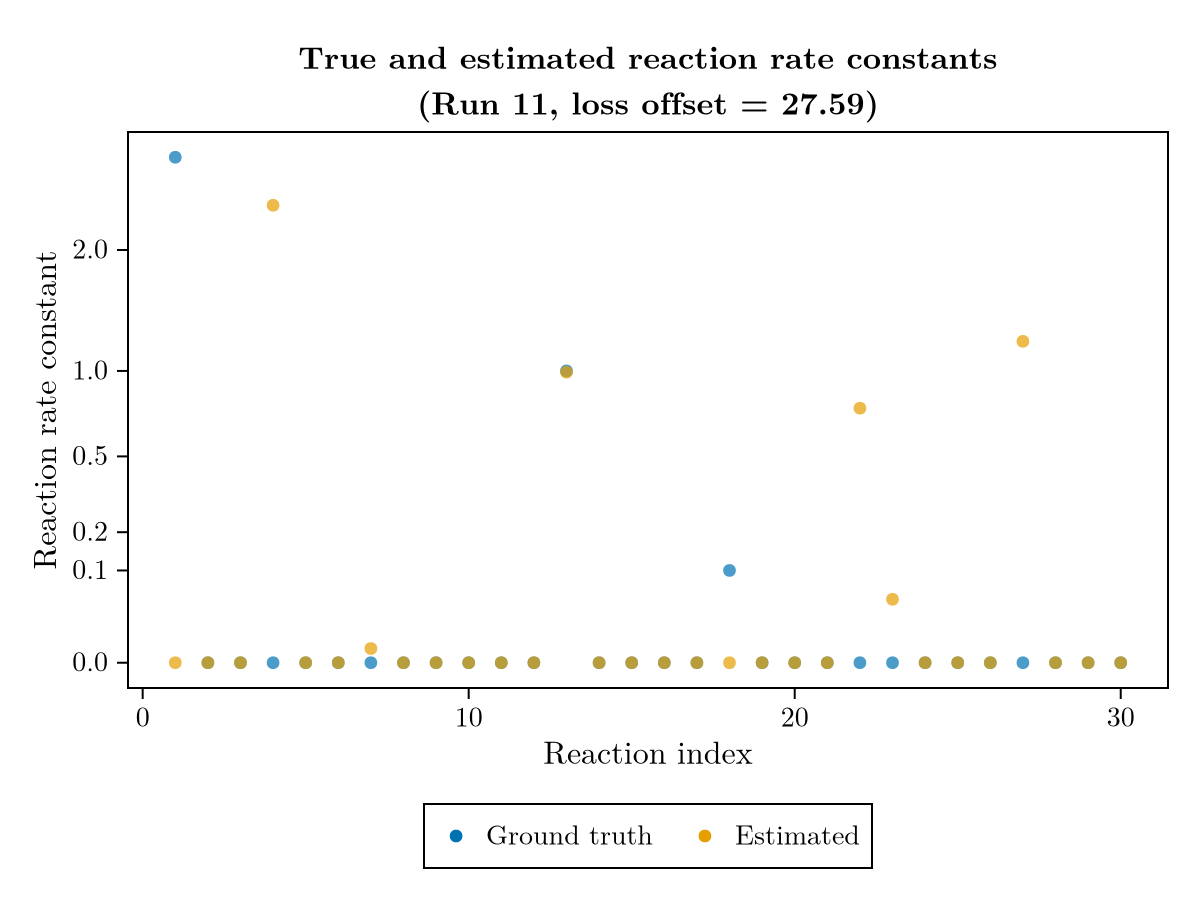 True and estimated reaction rate constants
(Run 11, loss offset = 27.59)
Reaction rate constant
2.0
1.0
0.5
0.2
0.1
0.0
0 10 20 30
Reaction index
Ground truth Estimated